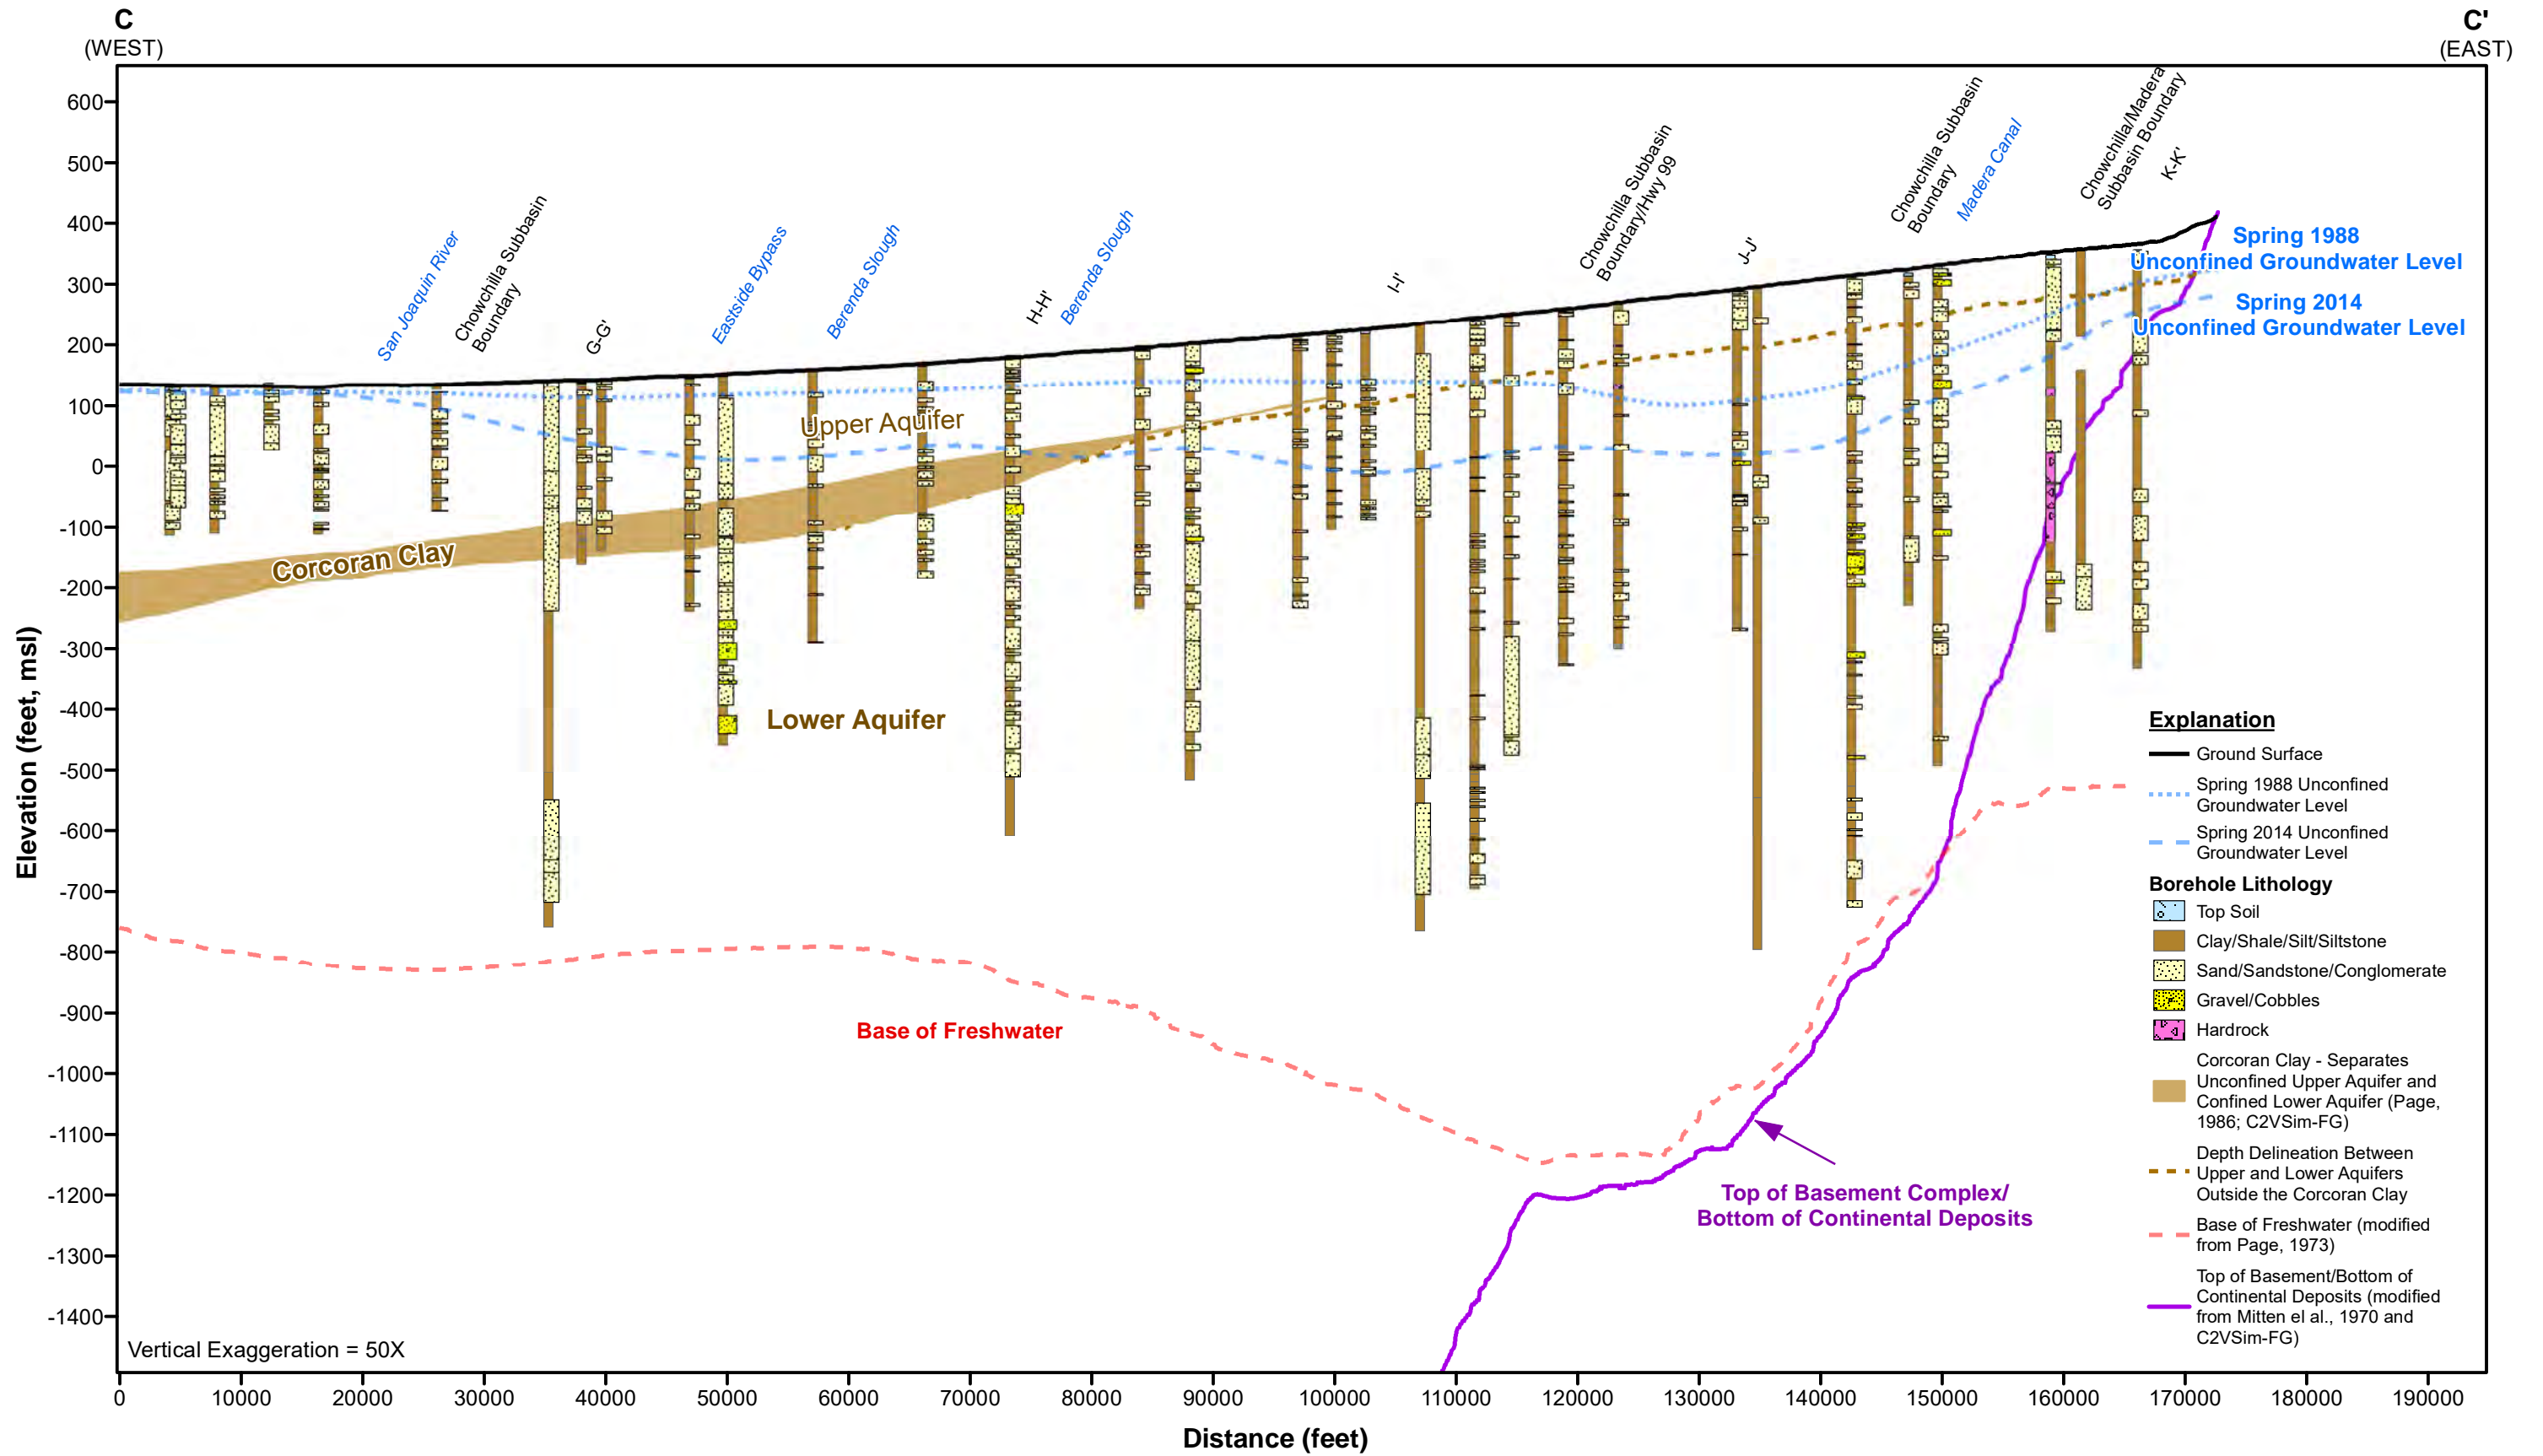 C
(WEST)
C'
(EAST)
San Joaquin River
Chowchilla Subbasin
Boundary
G-G'
Eastside Bypass
Berenda Slough
H-H'
Berenda Slough
I-I'
Chowchilla Subbasin
Boundary/Hwy 99
J-J'
Chowchilla Subbasin
Boundary
Madera Canal
Chowchilla/Madera
Subbasin Boundary
K-K'
Spring 1988
Unconfined Groundwater Level
Spring 2014
Unconfined Groundwater Level
Upper Aquifer
Corcoran Clay
Lower Aquifer
Base of Freshwater
Top of Basement Complex/
Bottom of Continental Deposits
Elevation (feet, msl)
600
500
400
300
200
100
0
-100
-200
-300
-400
-500
-600
-700
-800
-900
-1000
-1100
-1200
-1300
-1400
Explanation
Ground Surface
Spring 1988 Unconfined
Groundwater Level
Spring 2014 Unconfined
Groundwater Level
Borehole Lithology
Top Soil
Clay/Shale/Silt/Siltstone
Sand/Sandstone/Conglomerate
Gravel/Cobbles
Hardrock
Corcoran Clay - Separates
Unconfined Upper Aquifer and
Confined Lower Aquifer (Page,
1986; C2VSim-FG)
Depth Delineation Between
Upper and Lower Aquifers
Outside the Corcoran Clay
Base of Freshwater (modified
from Page, 1973)
Top of Basement/Bottom of
Continental Deposits (modified
from Mitten el al., 1970 and
C2VSim-FG)
Vertical Exaggeration = 50X
0 10000 20000 30000 40000 50000 60000 70000 80000 90000 100000 110000 120000 130000 140000 150000 160000 170000 180000 190000
Distance (feet)